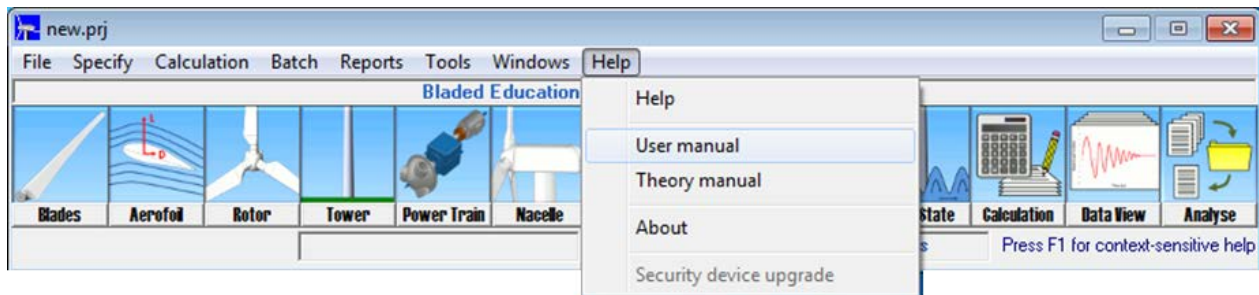 new.prj
File Specify Calculation Batch Reports Tools Windows Help
Bladed Education
Help
User manual
Theory manual
About
Security device upgrade
L
D
Blades Aerofoil Rotor Tower Power Train Nacelle State Calculation Data View Analyse
Press F1 for context-sensitive help